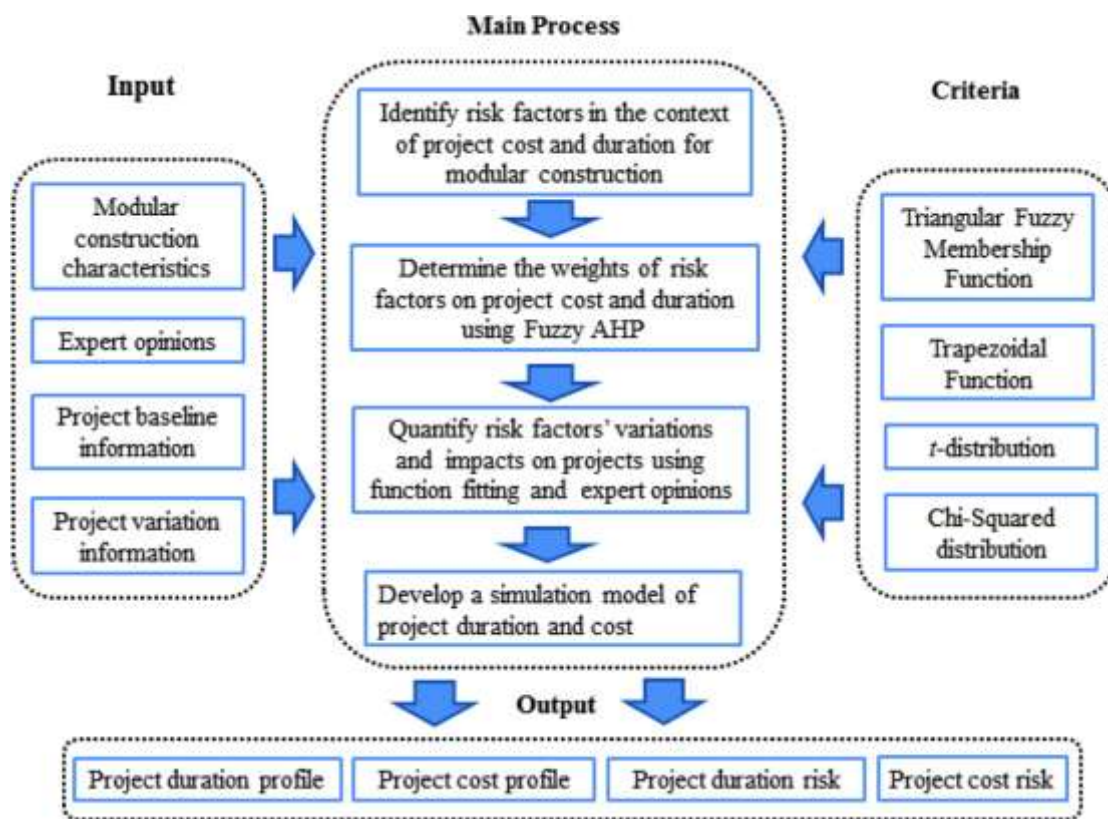 Main Process
Input
Criteria
Identify risk factors in the context
of project cost and duration for
modular construction
Modular
construction
characteristics
Expert opinions
Project baseline
information
Project variation
information
Determine the weights of risk
factors on project cost and duration
using Fuzzy AHP
Quantify risk factors’ variations
and impacts on projects using
function fitting and expert opinions
Develop a simulation model of
project duration and cost
Triangular Fuzzy
Membership
Function
Trapezoidal
Function
t-distribution
Chi-Squared
distribution
Output
Project duration profile
Project cost profile
Project duration risk
Project cost risk